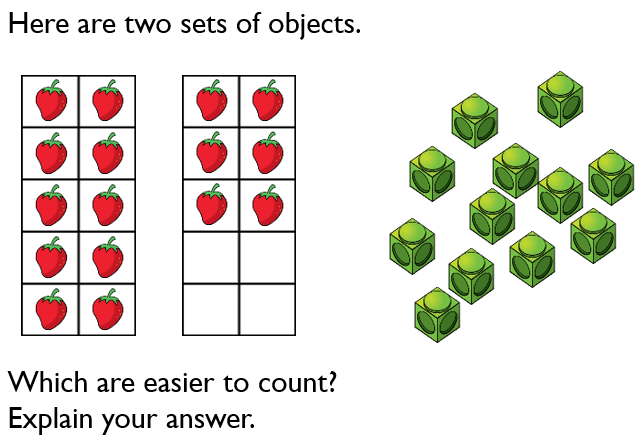 Here are two sets of objects.
Which are easier to count?
Explain your answer.